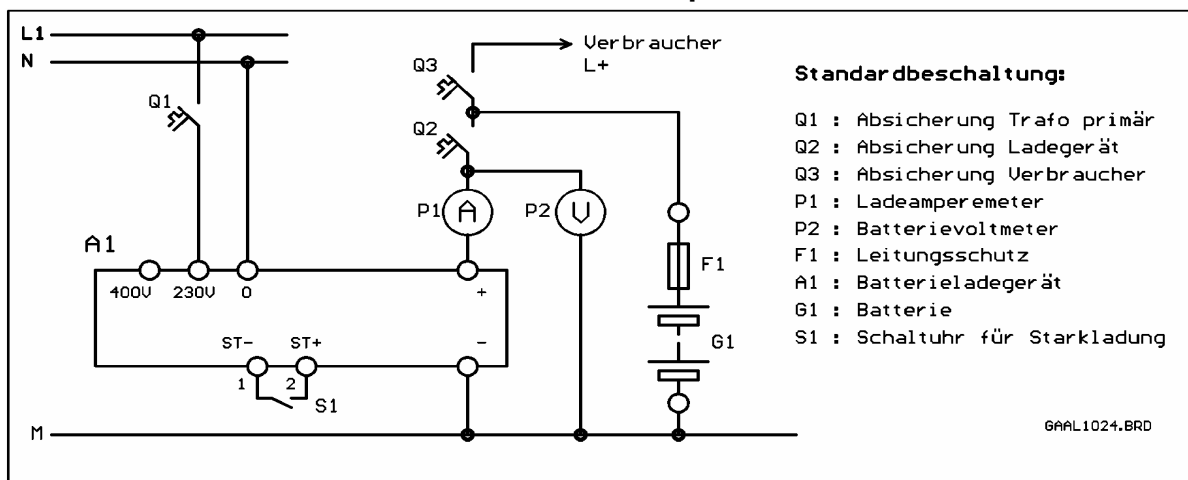 L1
N
Verbraucher
L+
Q3
Q1
Q2
P1
A
P2
V
F1
G1
A1
400V
230V
0
+
ST-
ST+
-
1
2
S1
M
Standardbeschaltung:
Q1 : Absicherung Trafo primär
Q2 : Absicherung Ladegerät
Q3 : Absicherung Verbraucher
P1 : Ladeamperemeter
P2 : Batterievoltmeter
F1 : Leitungsschutz
A1 : Batterieladegerät
G1 : Batterie
S1 : Schaltuhr für Starkladung
GAAL1024.BRD